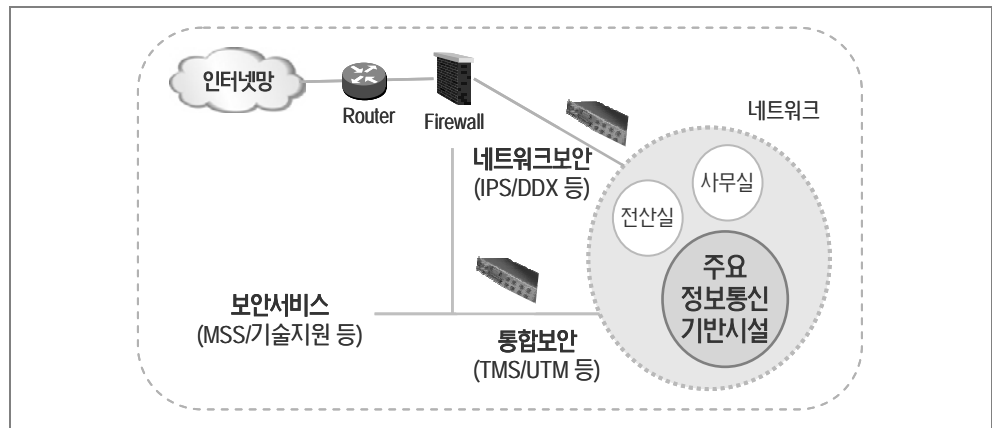 인터넷망
Router
Firewall
네트워크보안
(IPS/DDX 등)
네트워크
사무실
전산실
주요
정보통신
기반시설
보안서비스
(MSS/기술지원 등)
통합보안
(TMS/UTM 등)